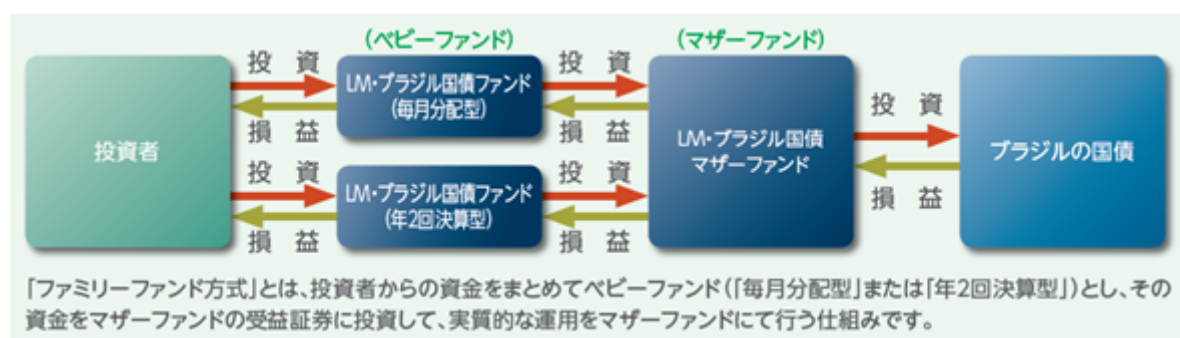 (ベビーファンド)
(マザーファンド)
投資
LM・ブラジル国債ファンド
(毎月分配型)
投資
損益
損益
投資者
投資
損益
LM・ブラジル国債
マザーファンド
ブラジルの国債
投資
LM・ブラジル国債ファンド
(年2回決算型)
投資
損益
損益
「ファミリーファンド方式」とは、投資者からの資金をまとめてベビーファンド(「毎月分配型」または「年2回決算型」)とし、その
資金をマザーファンドの受益証券に投資して、実質的な運用をマザーファンドにて行う仕組みです。